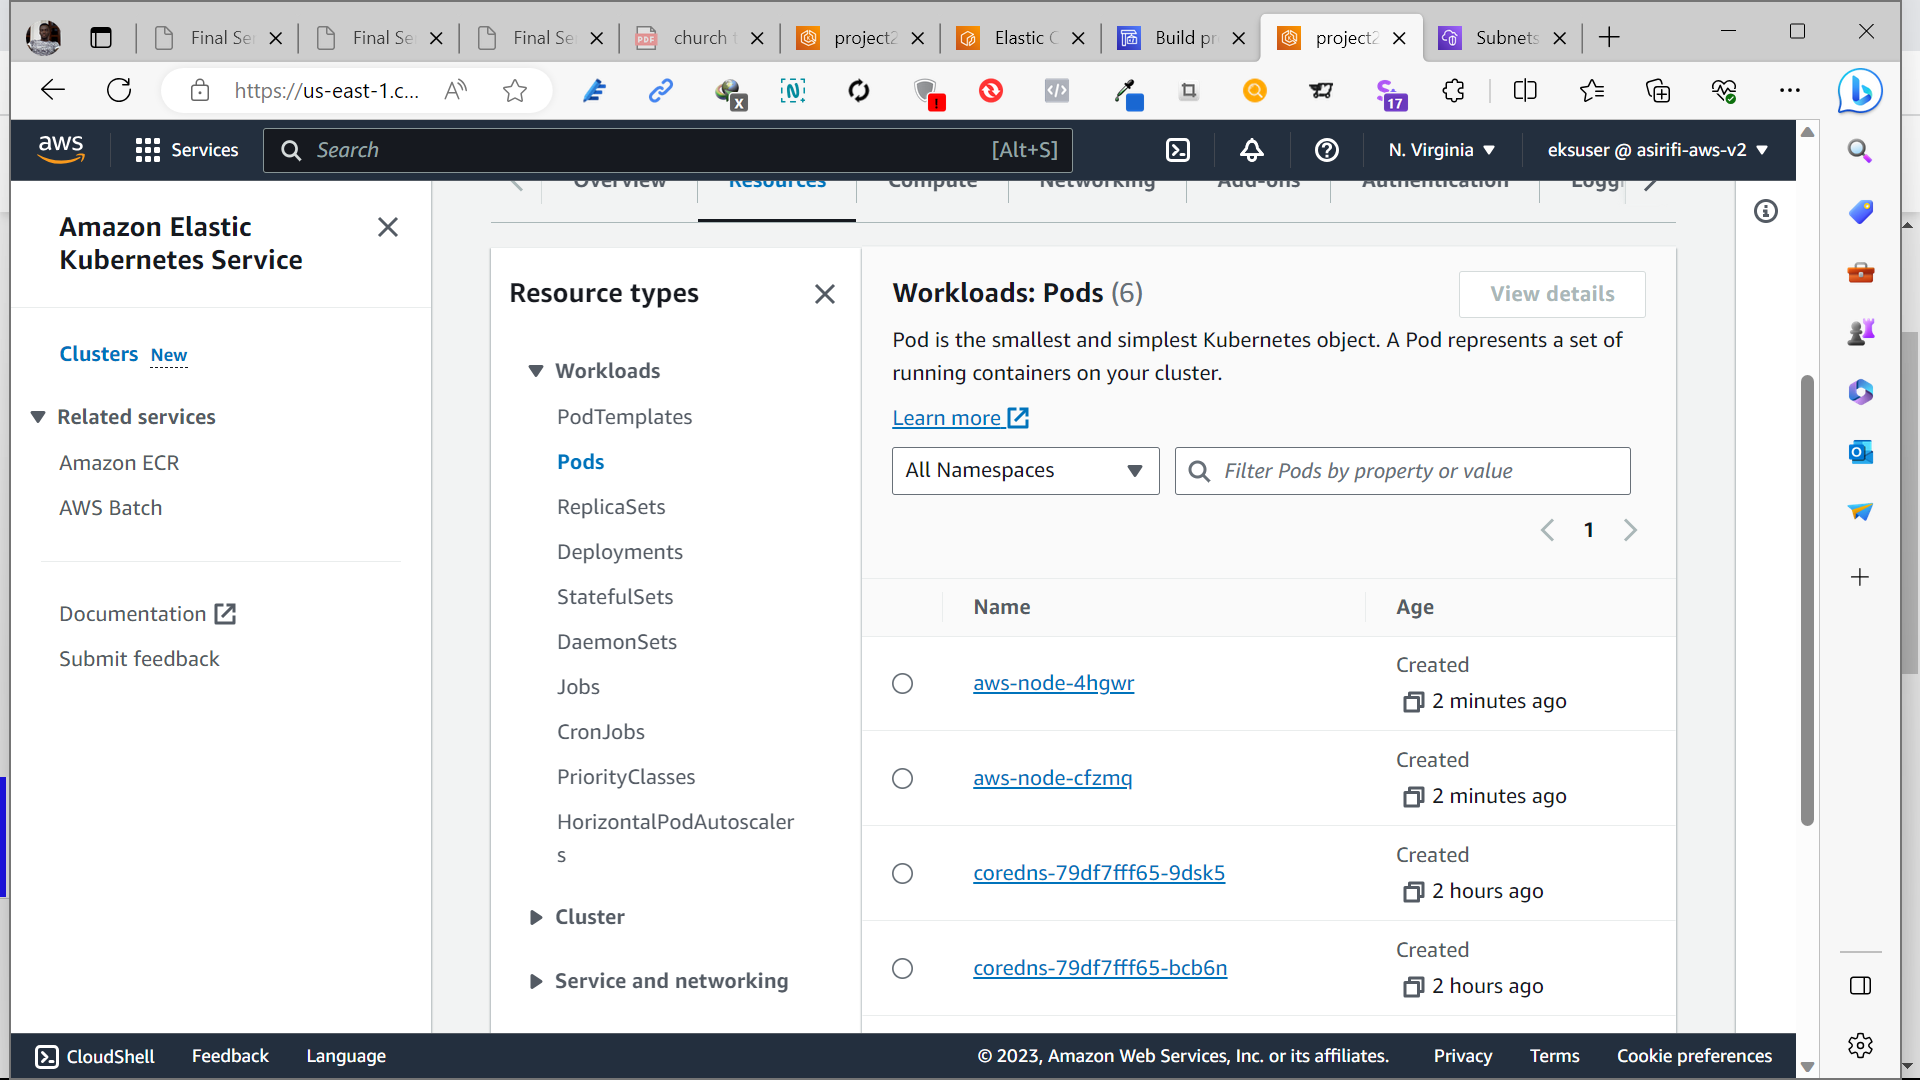 Final Se
Final Se
Final Se
church t
project2
Elastic C
Build pr
project2
Subnets
https://us-east-1.c...
17
aws
Services
Search
[Alt+S]
N. Virginia
eksuser @ asirifi-aws-v2
Overview
Resources
Compute
Networking
Add-ons
Authentication
Loggi
Amazon Elastic
Kubernetes Service
Clusters New
Related services
Amazon ECR
AWS Batch
Documentation
Submit feedback
Resource types
Workloads
PodTemplates
Pods
ReplicaSets
Deployments
StatefulSets
DaemonSets
Jobs
CronJobs
PriorityClasses
HorizontalPodAutoscaler
s
Cluster
Service and networking
Workloads: Pods (6)
View details
Pod is the smallest and simplest Kubernetes object. A Pod represents a set of
running containers on your cluster.
Learn more
All Namespaces
Filter Pods by property or value
1
Name
Age
aws-node-4hgwr
Created
2 minutes ago
aws-node-cfzmq
Created
2 minutes ago
coredns-79df7fff65-9dsk5
Created
2 hours ago
coredns-79df7fff65-bcb6n
Created
2 hours ago
CloudShell
Feedback
Language
© 2023, Amazon Web Services, Inc. or its affiliates.
Privacy
Terms
Cookie preferences